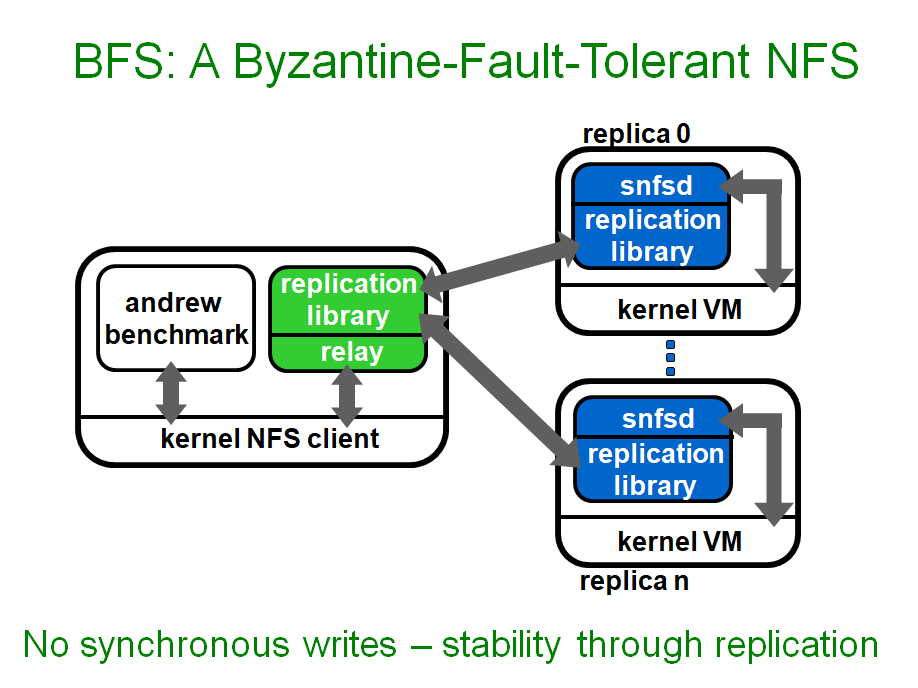 BFS: A Byzantine-Fault-Tolerant NFS
replica 0
snfsd
replication
library
kernel VM
andrew
benchmark
replication
library
relay
kernel NFS client
snfsd
replication
library
kernel VM
replica n
No synchronous writes – stability through replication